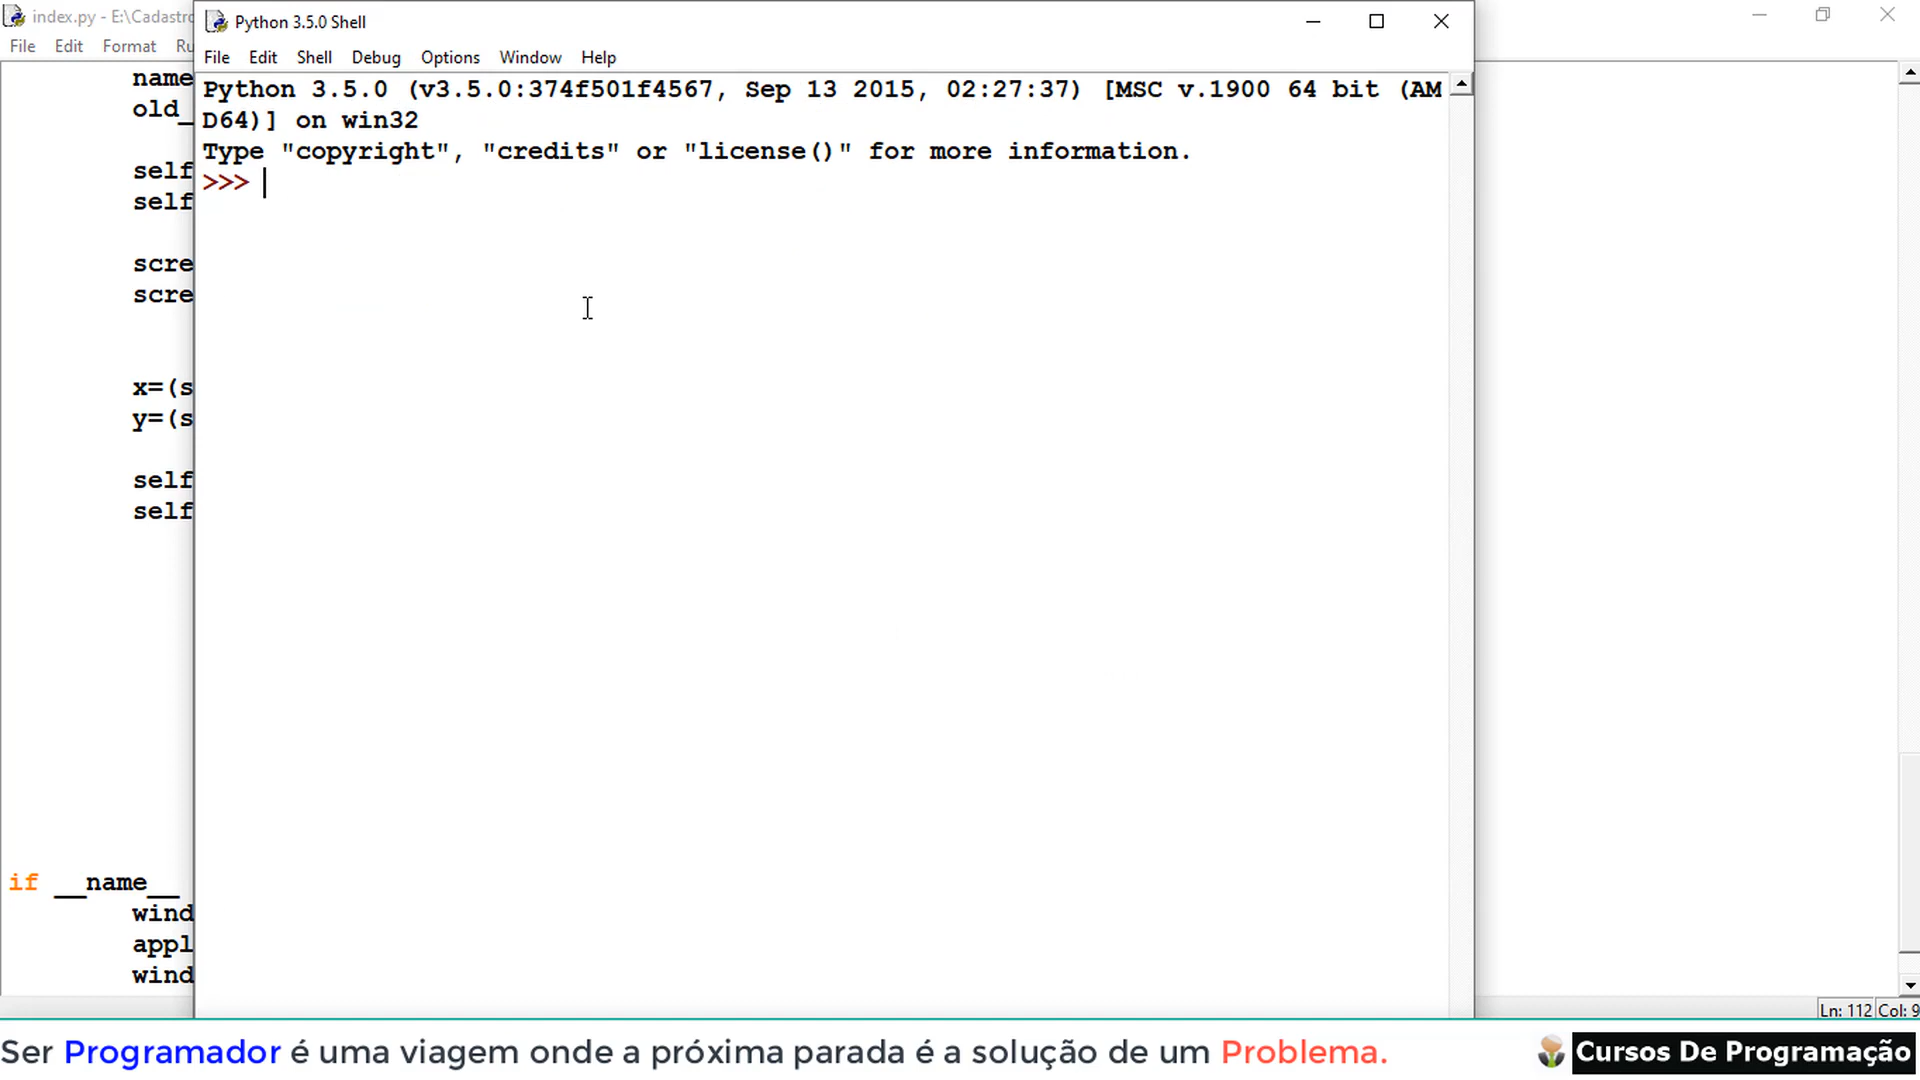 index.py - E:\Cadastro
File Edit Format Ru
name
old_
self
self
scre
scre
x=(s
y=(s
self
self
if __name__
wind
appl
wind
Python 3.5.0 Shell
File Edit Shell Debug Options Window Help
Python 3.5.0 (v3.5.0:374f501f4567, Sep 13 2015, 02:27:37) [MSC v.1900 64 bit (AM
D64)] on win32
Type "copyright", "credits" or "license()" for more information.
>>>
Ln: 112 Col: 9
Ser Programador é uma viagem onde a próxima parada é a solução de um Problema.
Cursos De Programação